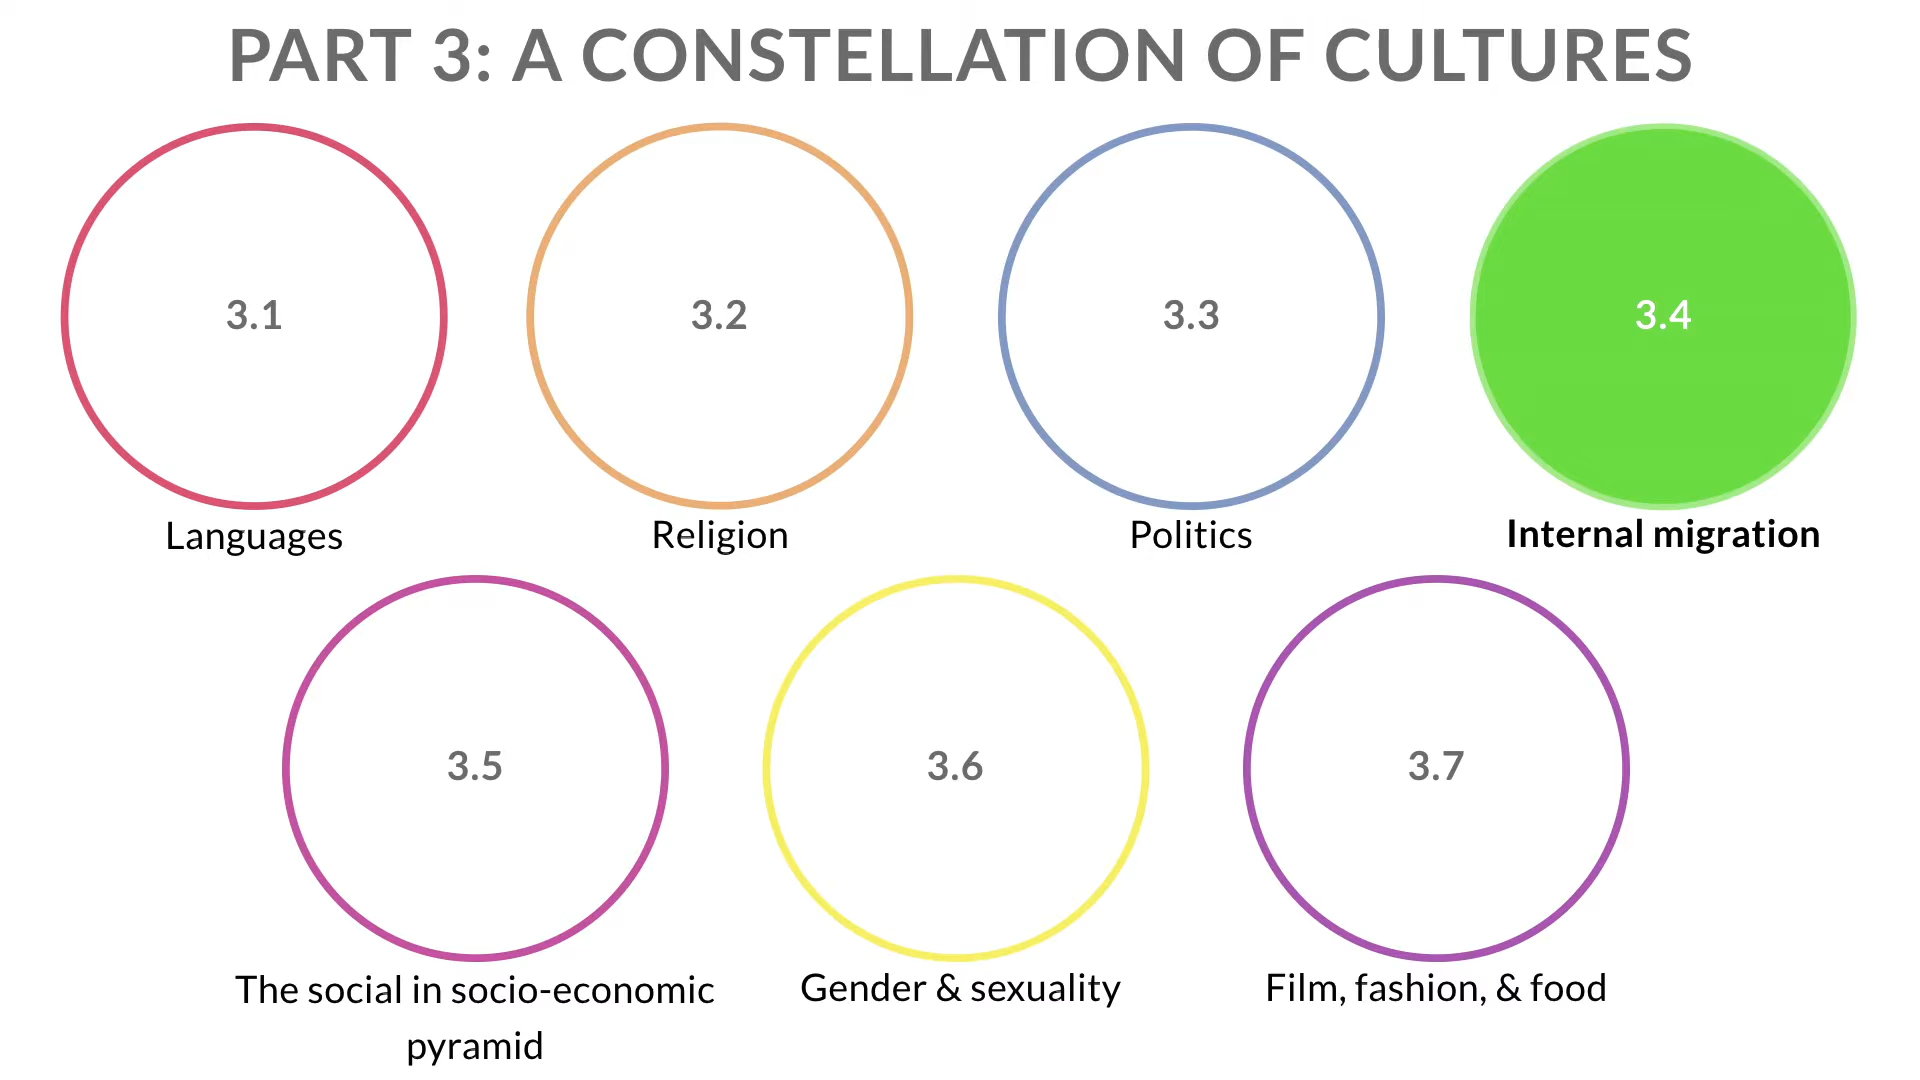 PART 3: A CONSTELLATION OF CULTURES
3.1
3.2
3.3
3.4
Languages
Religion
Politics
Internal migration
3.5
3.6
3.7
The social in socio-economic
pyramid
Gender & sexuality
Film, fashion, & food